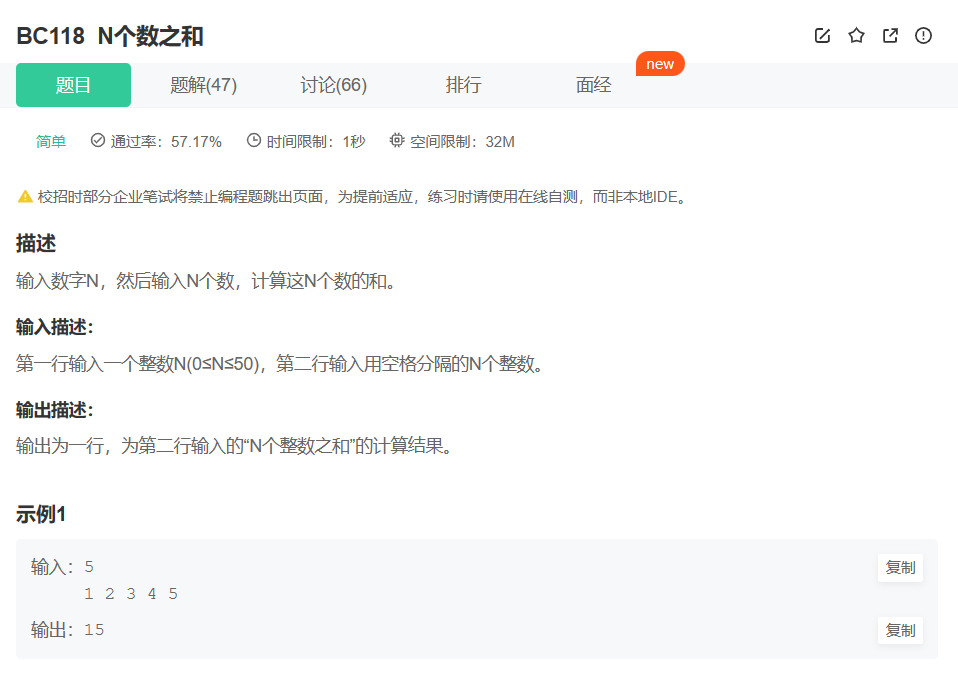 BC118 N个数之和
题目 题解(47) 讨论(66) 排行 面经 new
简单 通过率：57.17% 时间限制：1秒 空间限制：32M
校招时部分企业笔试将禁止编程题跳出页面，为提前适应，练习时请使用在线自测，而非本地IDE。
描述
输入数字N，然后输入N个数，计算这N个数的和。
输入描述：
第一行输入一个整数N(0≤N≤50)，第二行输入用空格分隔的N个整数。
输出描述：
输出为一行，为第二行输入的“N个整数之和”的计算结果。
示例1
输入：5 复制
1 2 3 4 5
输出：15 复制